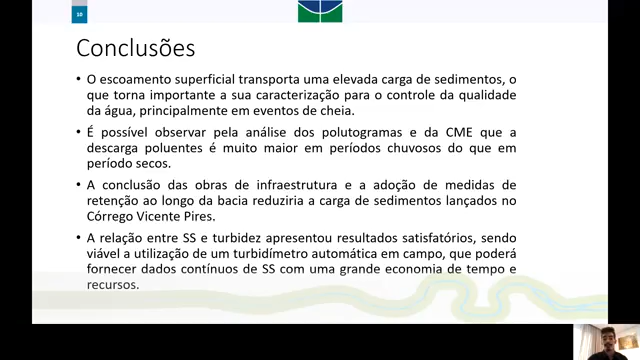 10
Conclusões
• O escoamento superficial transporta uma elevada carga de sedimentos, o
que torna importante a sua caracterização para o controle da qualidade
da água, principalmente em eventos de cheia.
• É possível observar pela análise dos polutogramas e da CME que a
descarga poluentes é muito maior em períodos chuvosos do que em
período secos.
• A conclusão das obras de infraestrutura e a adoção de medidas de
retenção ao longo da bacia reduziria a carga de sedimentos lançados no
Córrego Vicente Pires.
• A relação entre SS e turbidez apresentou resultados satisfatórios, sendo
viável a utilização de um turbidímetro automática em campo, que poderá
fornecer dados contínuos de SS com uma grande economia de tempo e
recursos.